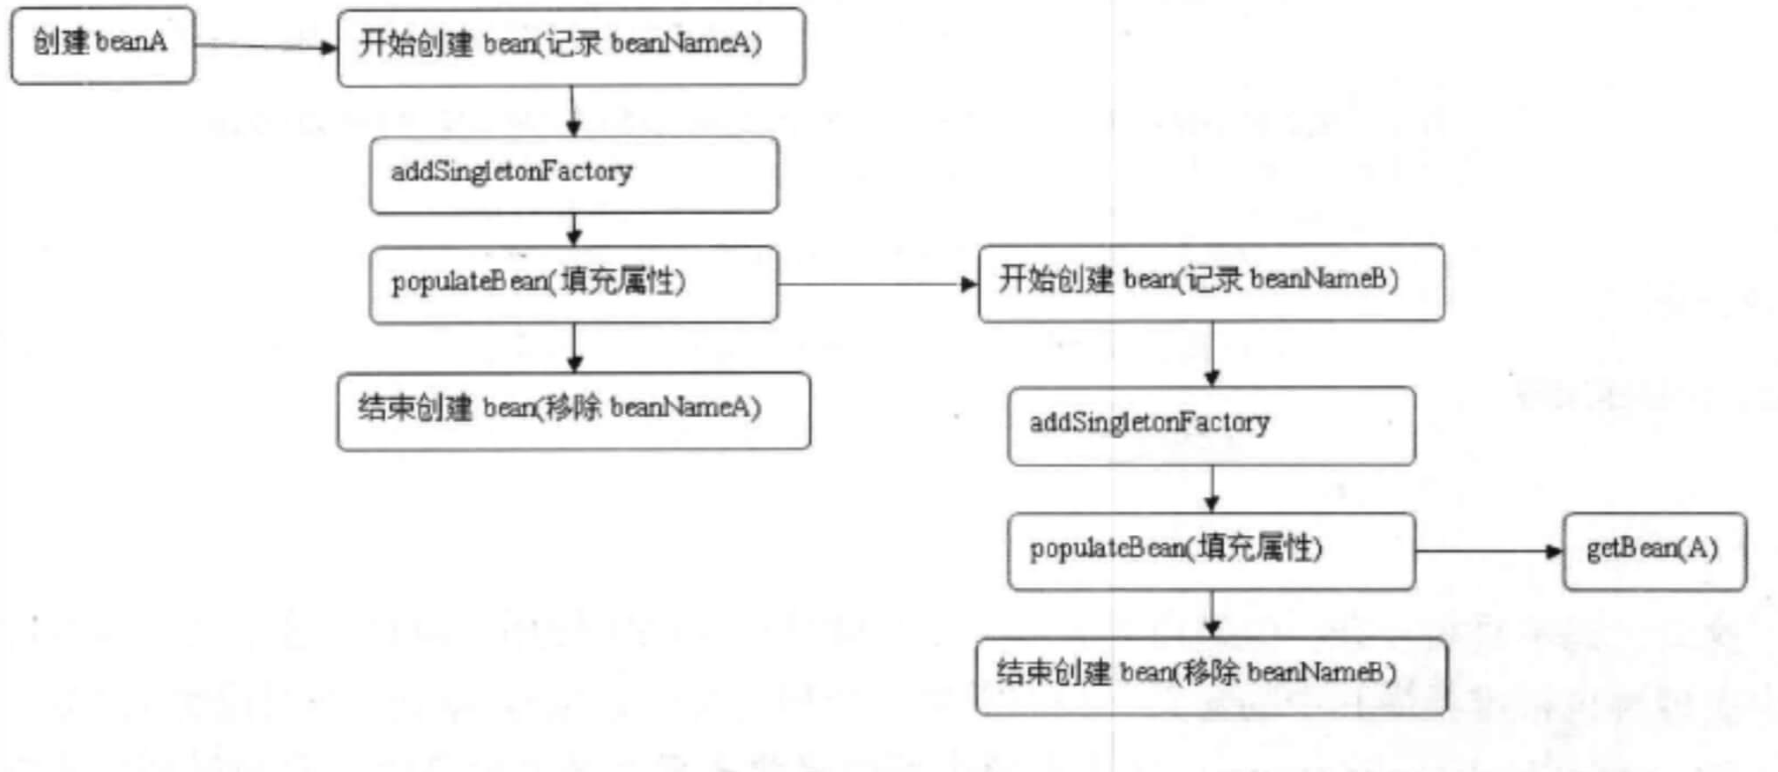 创建 beanA
开始创建 bean(记录 beanNameA)
addSingletonFactory
populateBean(填充属性)
结束创建 bean(移除 beanNameA)
开始创建 bean(记录 beanNameB)
addSingletonFactory
populateBean(填充属性)
getBean(A)
结束创建 bean(移除 beanNameB)